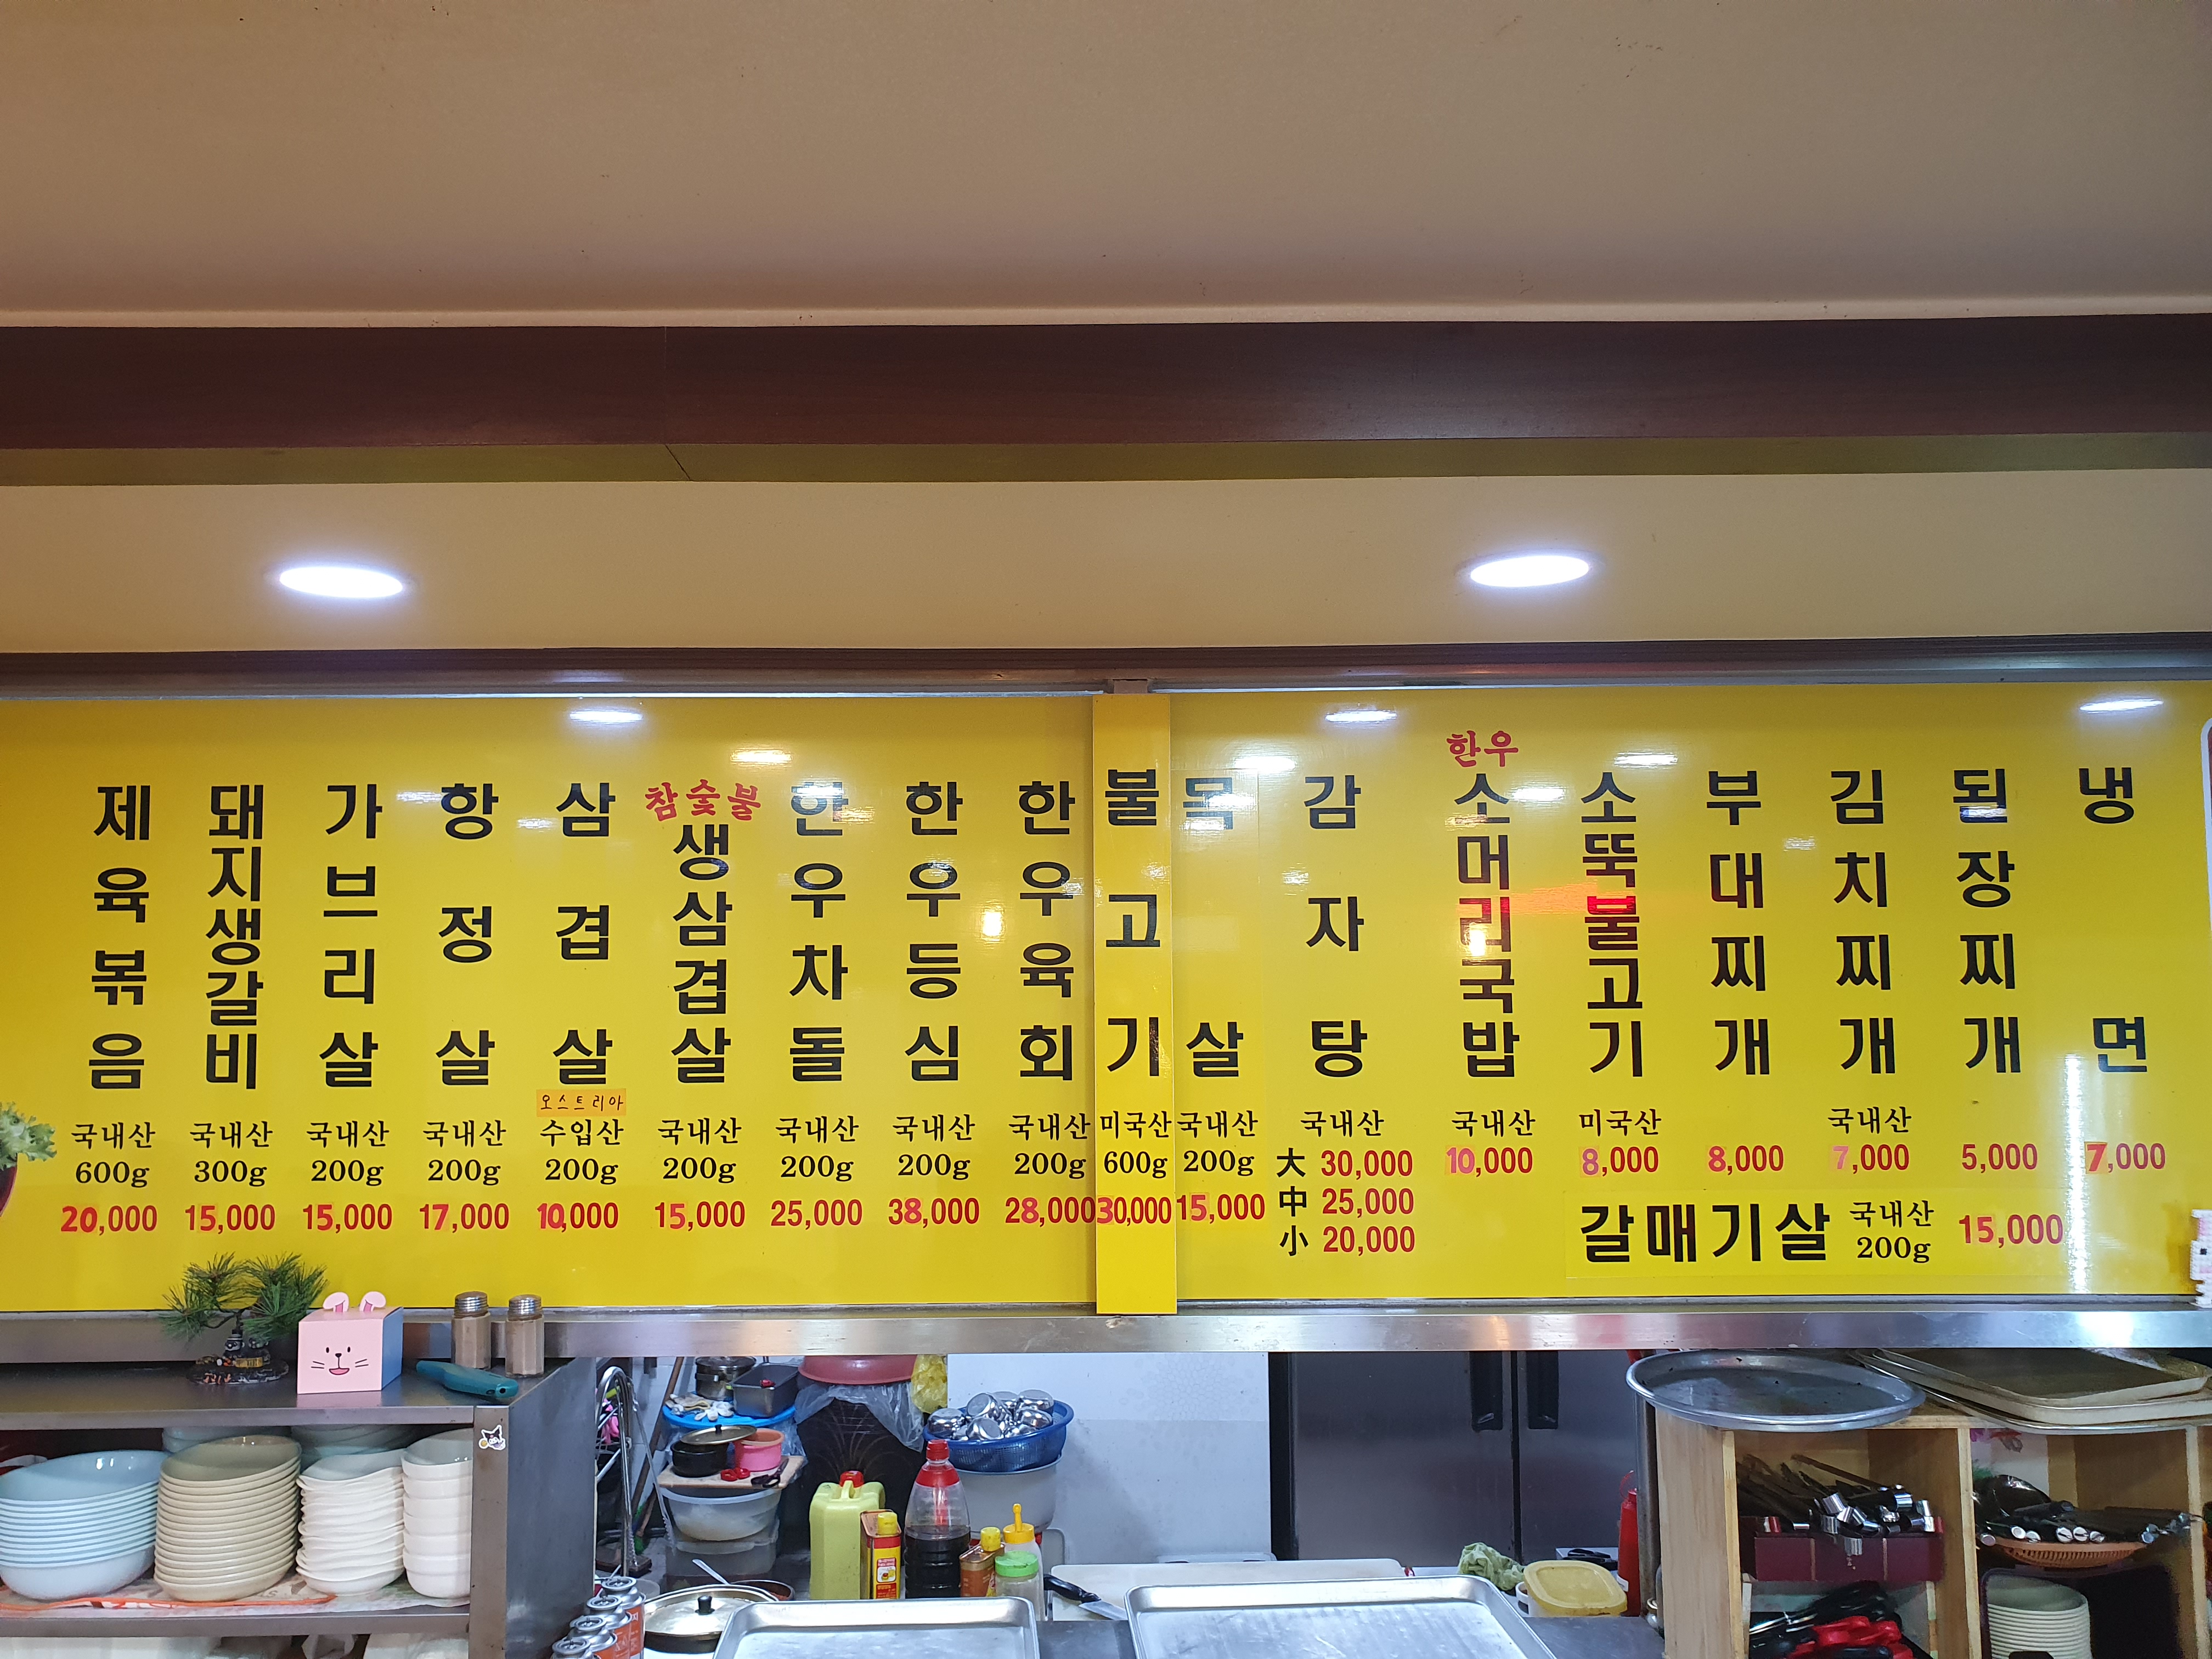 제육볶음
국내산
600g
20,000
돼지생갈비
국내산
300g
15,000
가브리살
국내산
200g
15,000
항정살
국내산
200g
17,000
삼겹살
오스트리아
수입산
200g
10,000
참숯불
생삼겹살
국내산
200g
15,000
한우차돌
국내산
200g
25,000
한우등심
국내산
200g
38,000
한우육회
국내산
200g
28,000
불고기
미국산
600g
30,000
목살
국내산
200g
15,000
감자탕
국내산
大 30,000
中 25,000
小 20,000
한우
소머리국밥
국내산
10,000
소뚝불고기
미국산
8,000
부대찌개
8,000
김치찌개
국내산
7,000
된장찌개
5,000
냉면
7,000
갈매기살 국내산 200g 15,000